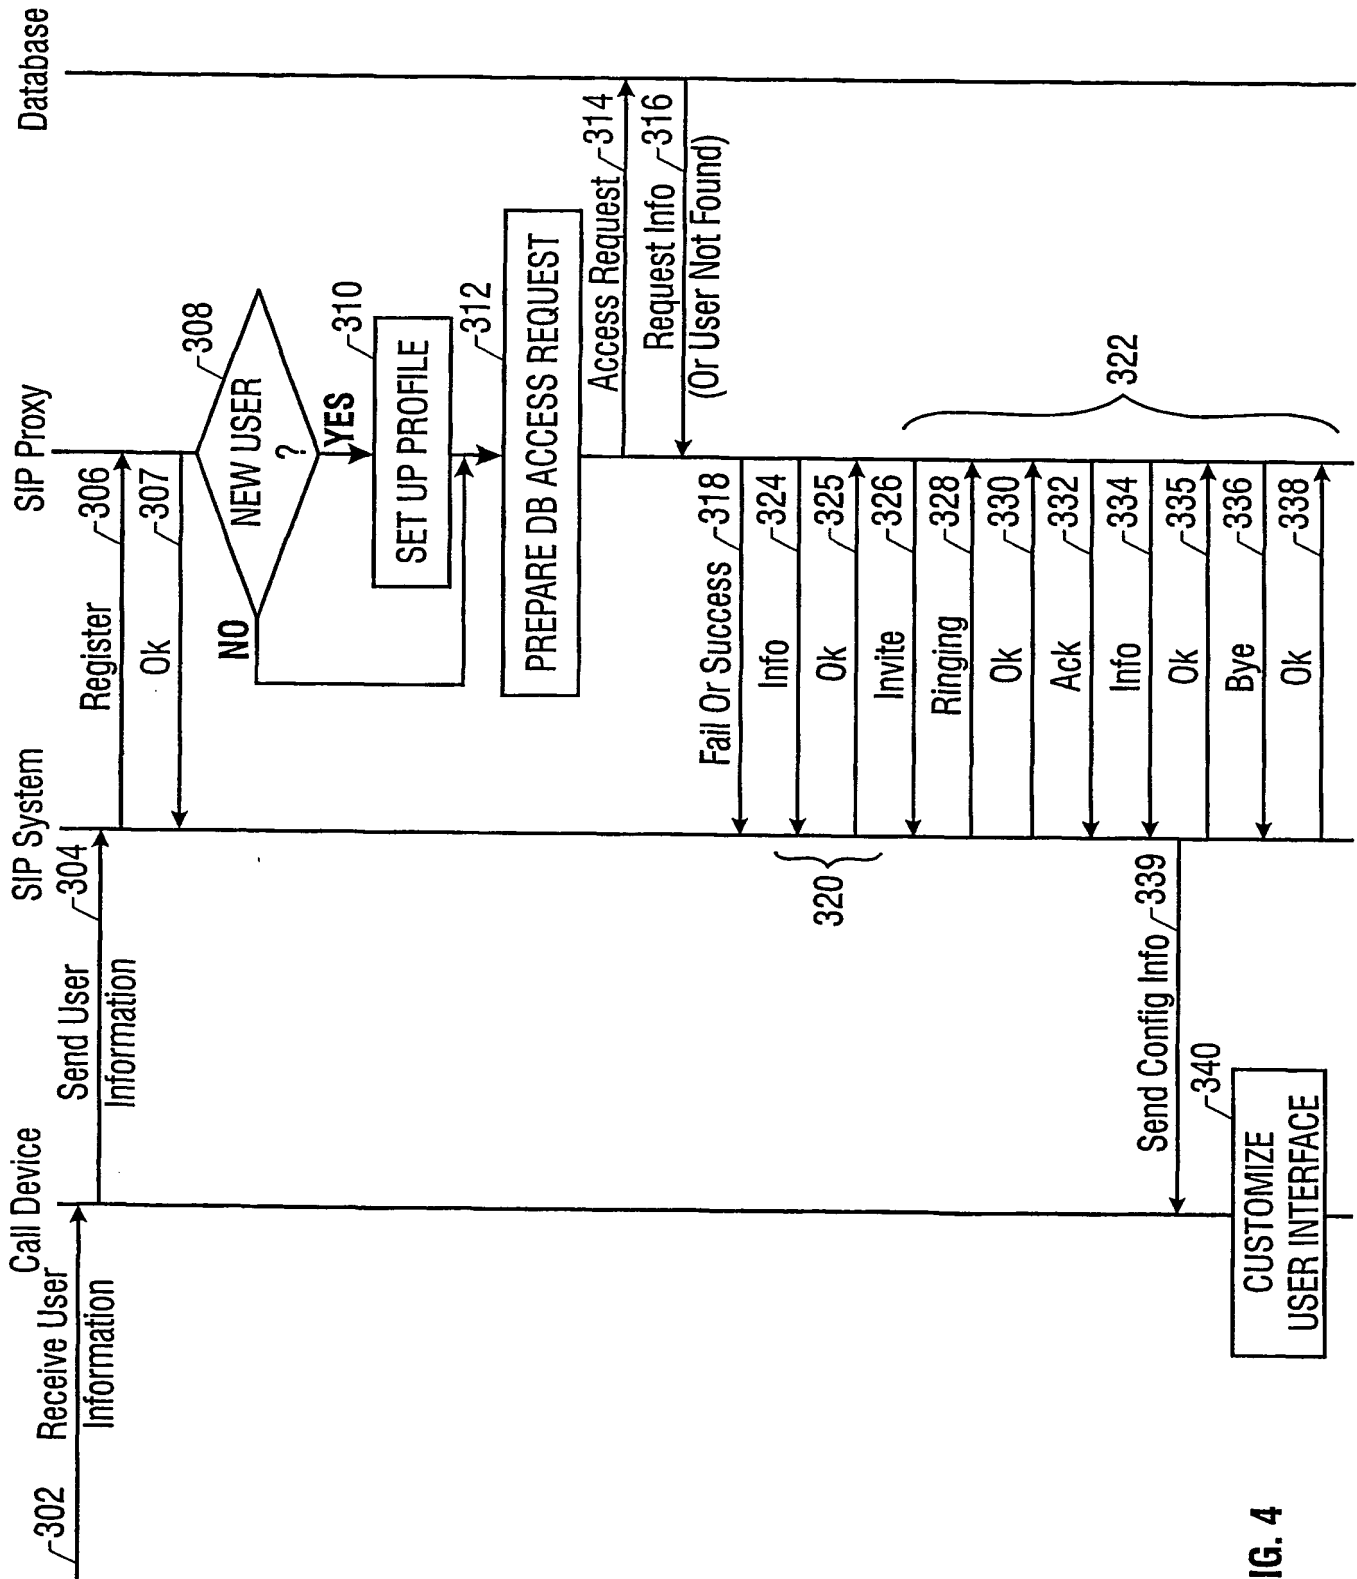 Call Device
SIP System
SIP Proxy
Database
302
Receive User
Information
Send User
Information
304
Register
306
Ok
307
NEW USER
?
308
NO
YES
SET UP PROFILE
310
PREPARE DB ACCESS REQUEST
312
Access Request
314
Request Info
316
(Or User Not Found)
Fail Or Success
318
Info
324
Ok
325
320
Invite
326
Ringing
328
Ok
330
Ack
332
Info
334
Ok
335
Bye
336
Ok
338
322
Send Config Info
339
CUSTOMIZE
USER INTERFACE
340
IG. 4